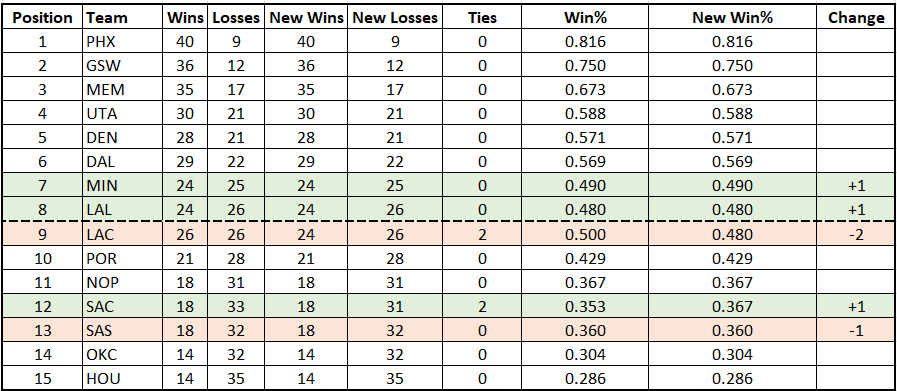 Position Team Wins Losses New Wins New Losses Ties Win% New Win% Change
1 PHX 40 9 40 9 0 0.816 0.816
2 GSW 36 12 36 12 0 0.750 0.750
3 MEM 35 17 35 17 0 0.673 0.673
4 UTA 30 21 30 21 0 0.588 0.588
5 DEN 28 21 28 21 0 0.571 0.571
6 DAL 29 22 29 22 0 0.569 0.569
7 MIN 24 25 24 25 0 0.490 0.490 +1
8 LAL 24 26 24 26 0 0.480 0.480 +1
9 LAC 26 26 24 26 2 0.500 0.480 -2
10 POR 21 28 21 28 0 0.429 0.429
11 NOP 18 31 18 31 0 0.367 0.367
12 SAC 18 33 18 31 2 0.353 0.367 +1
13 SAS 18 32 18 32 0 0.360 0.360 -1
14 OKC 14 32 14 32 0 0.304 0.304
15 HOU 14 35 14 35 0 0.286 0.286